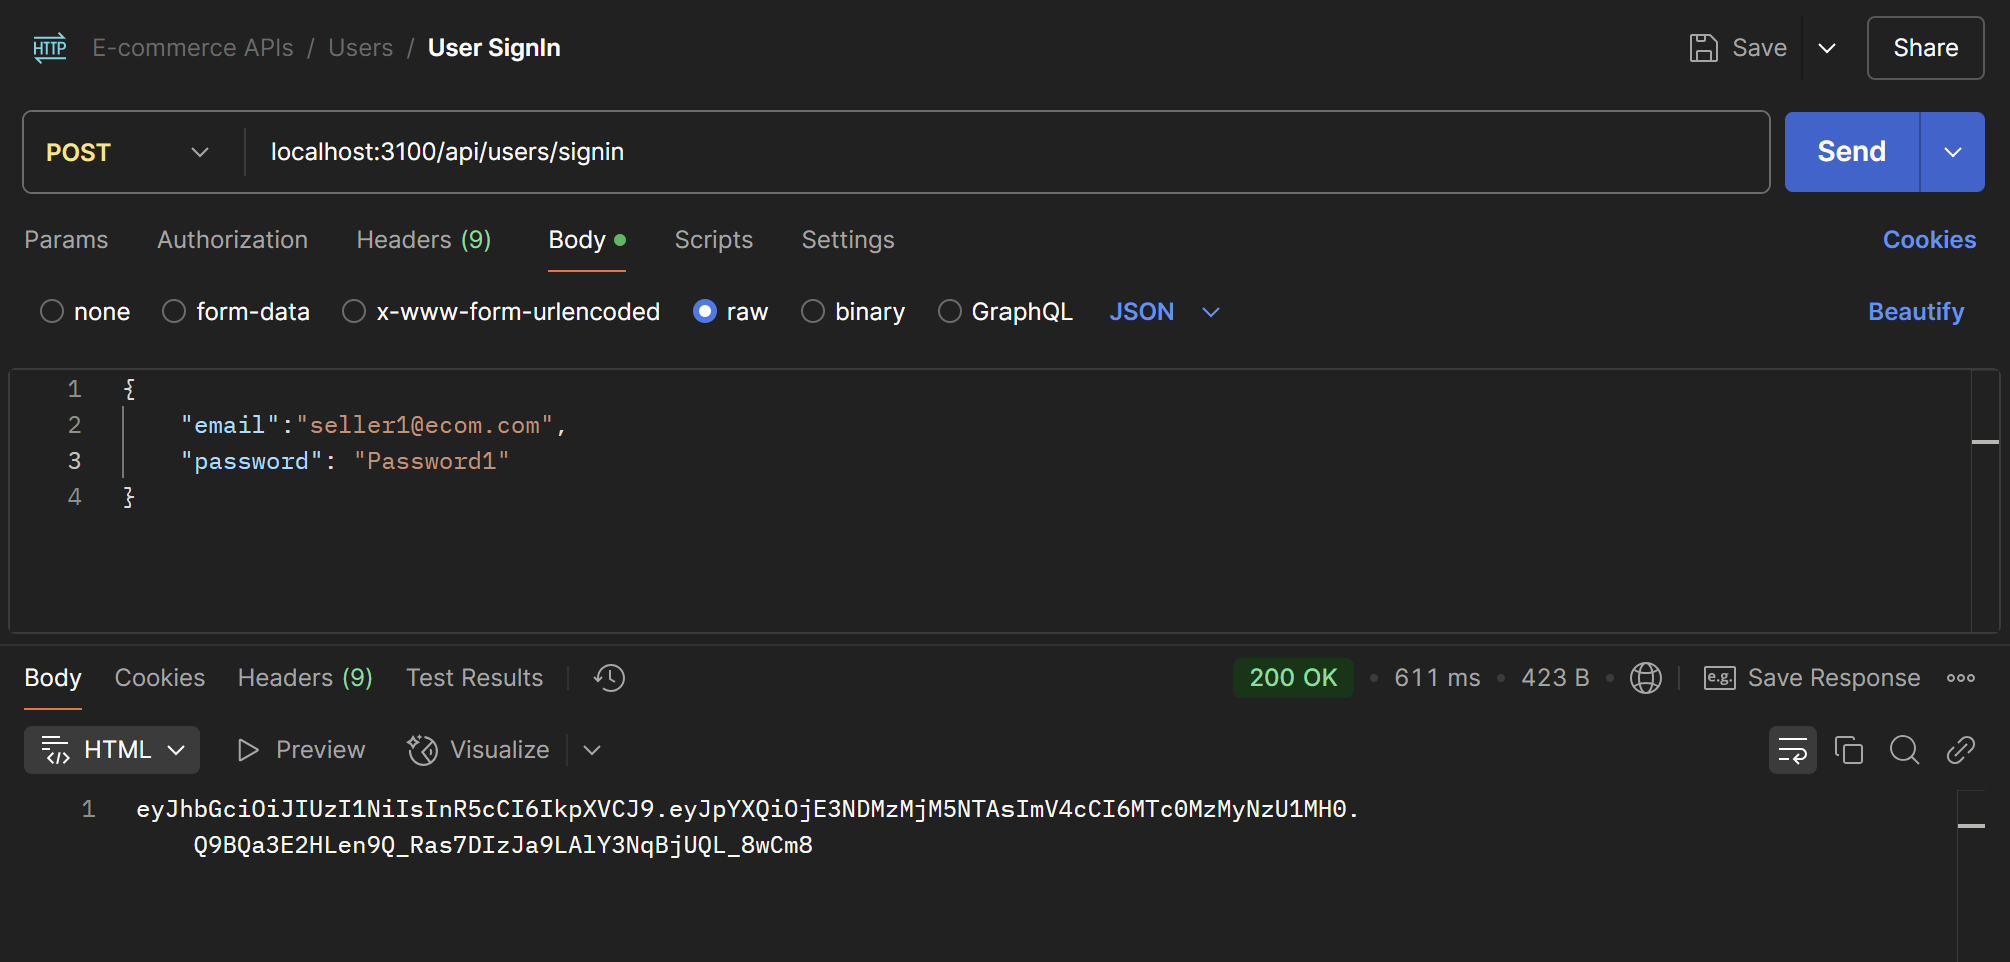 HTTP E-commerce APIs / Users / User SignIn Save Share
POST localhost:3100/api/users/signin Send
Params Authorization Headers (9) Body Scripts Settings Cookies
none form-data x-www-form-urlencoded raw binary GraphQL JSON Beautify
1 {
2 "email":"seller1@ecom.com",
3 "password": "Password1"
4 }
Body Cookies Headers (9) Test Results 200 OK • 611 ms • 423 B • e.g. Save Response
HTML Preview Visualize
1 eyJhbGciOiJIUzI1NiIsInR5cCI6IkpXVCJ9.eyJpYXQiOjE3NDMzMjM5NTAsImV4cCI6MTc0MzMyNzU1MH0.
Q9BQa3E2HLen9Q_Ras7DIzJa9LAlY3NqBjUQL_8wCm8